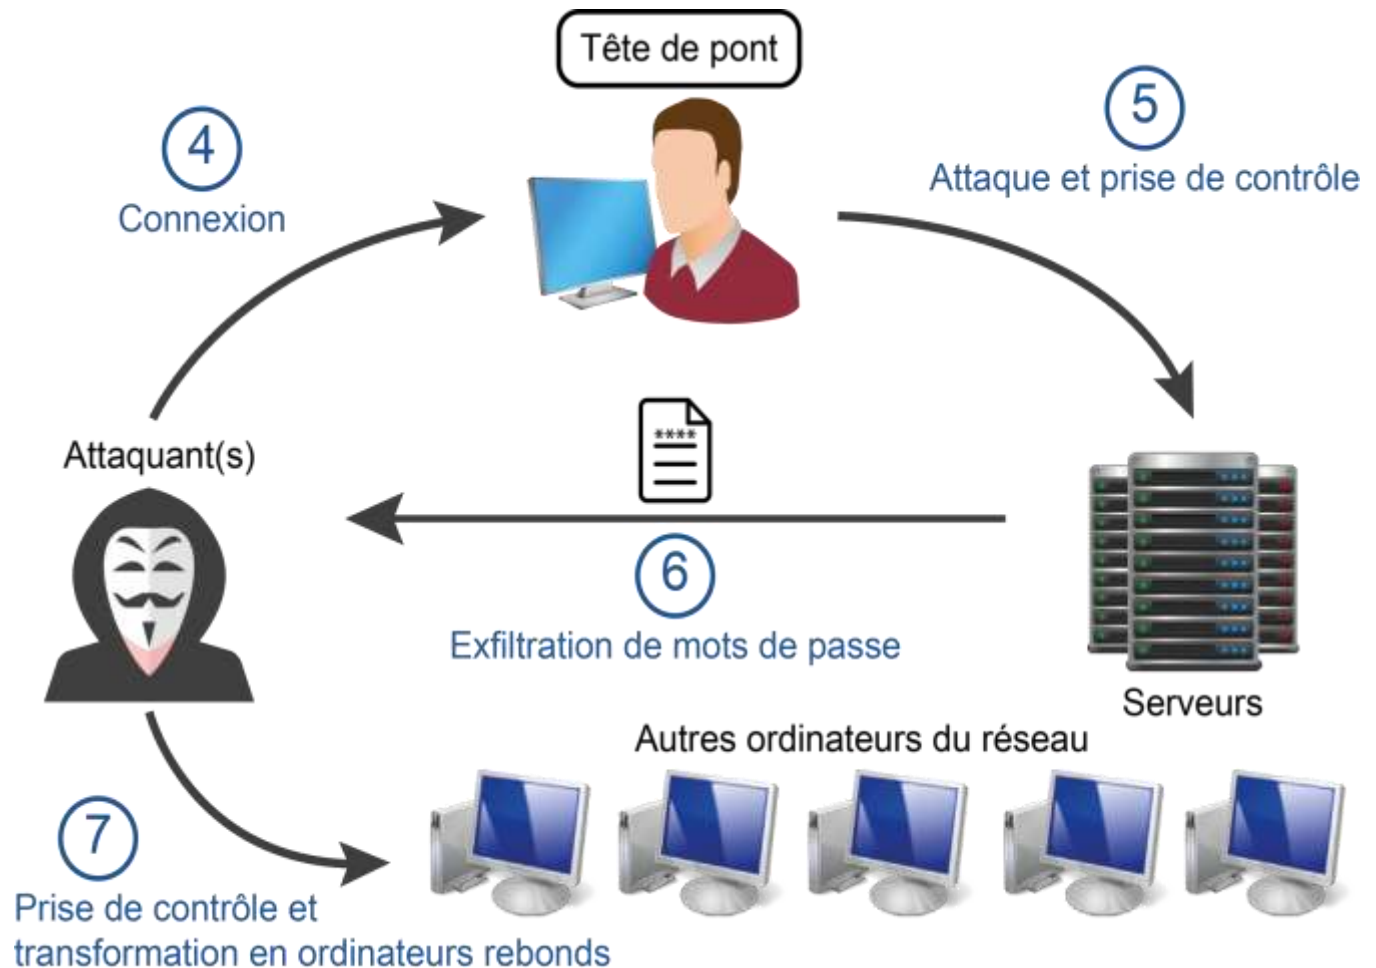 Tête de pont
4
Connexion
5
Attaque et prise de contrôle
Attaquant(s)
****
6
Exfiltration de mots de passe
Serveurs
Autres ordinateurs du réseau
7
Prise de contrôle et
transformation en ordinateurs rebonds